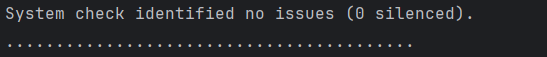 System check identified no issues (0 silenced).
.........................................